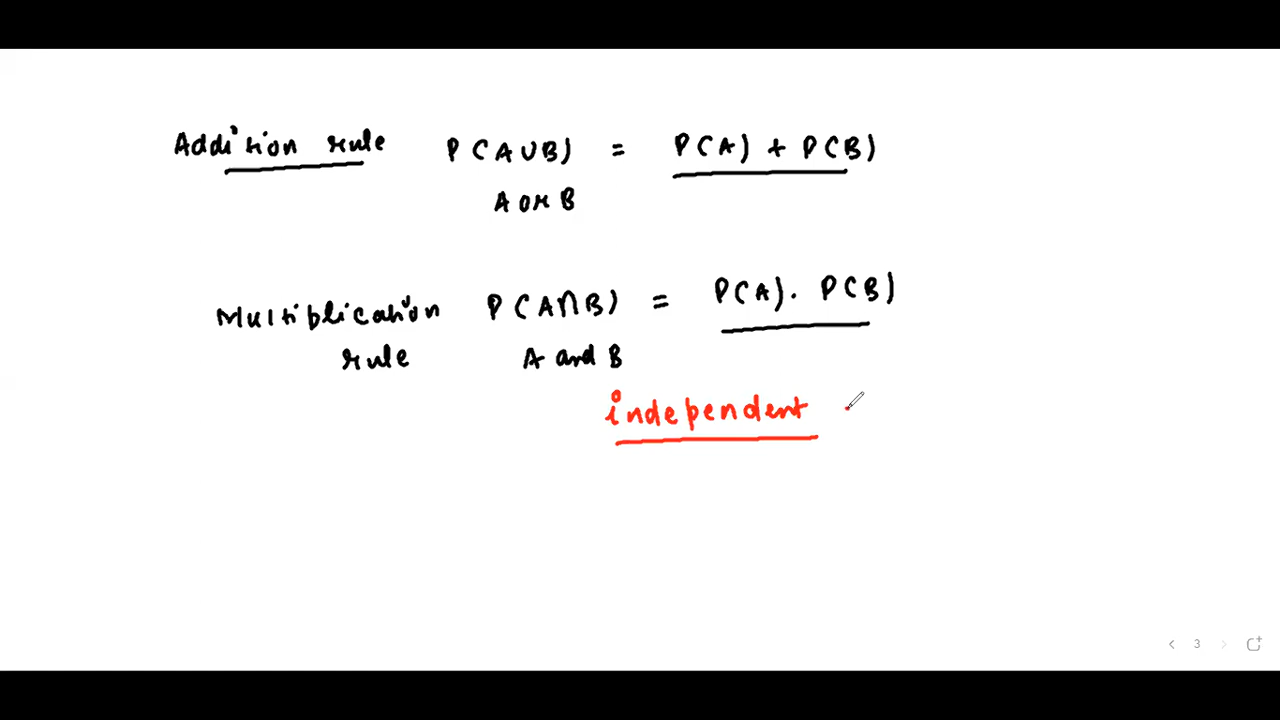 Addition rule P(A∪B) = P(A) + P(B)
A or B
Multiplication P(A∩B) = P(A). P(B)
rule A and B
independent
3